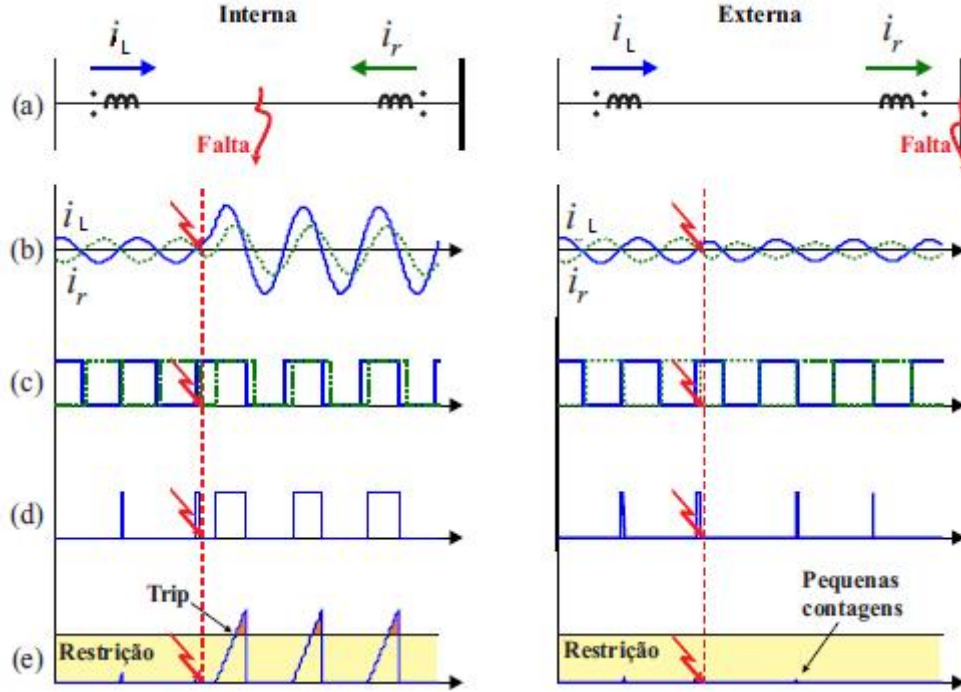 Interna
Externa
i_L
i_r
i_L
i_r
(a)
Falta
Falta
i_L
i_r
i_L
i_r
(b)
(c)
(d)
Trip
Pequenas
contagens
Restrição
Restrição
(e)